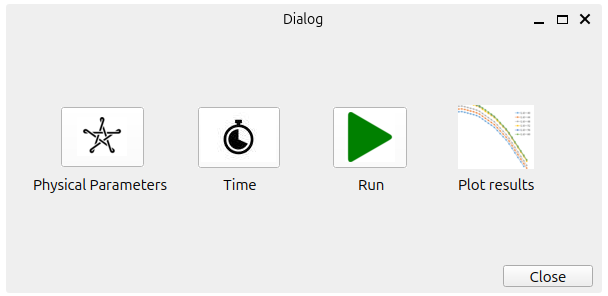 Dialog
Physical Parameters
Time
Run
Plot results
Close